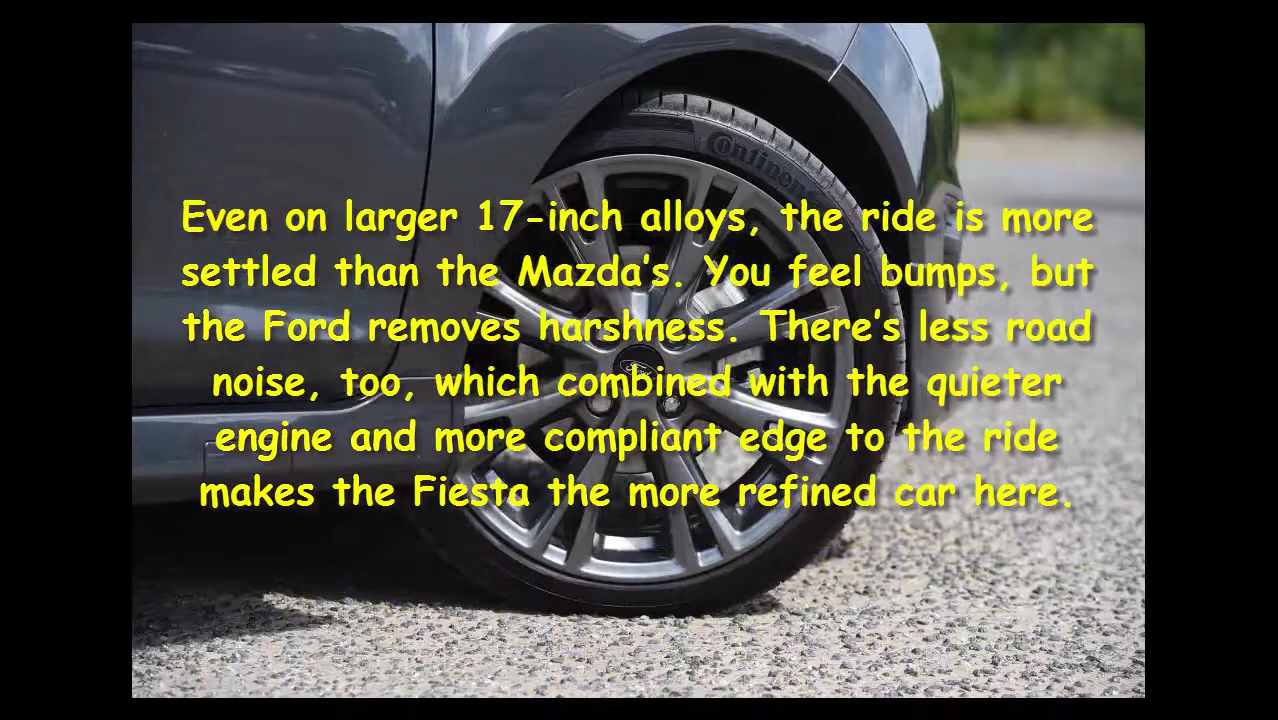 Continen
Even on larger 17-inch alloys, the ride is more
settled than the Mazda's. You feel bumps, but
the Ford removes harshness. There's less road
noise, too, which combined with the quieter
engine and more compliant edge to the ride
makes the Fiesta the more refined car here.